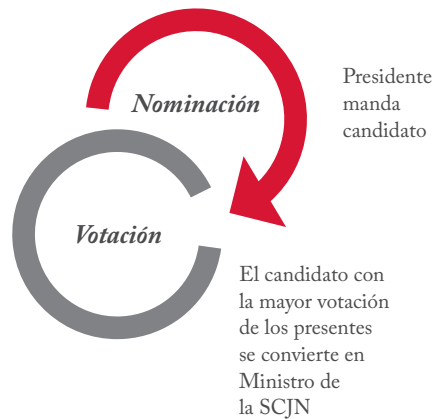 Nominación
Presidente
manda
candidato
Votación
El candidato con
la mayor votación
de los presentes
se convierte en
Ministro de
la SCJN